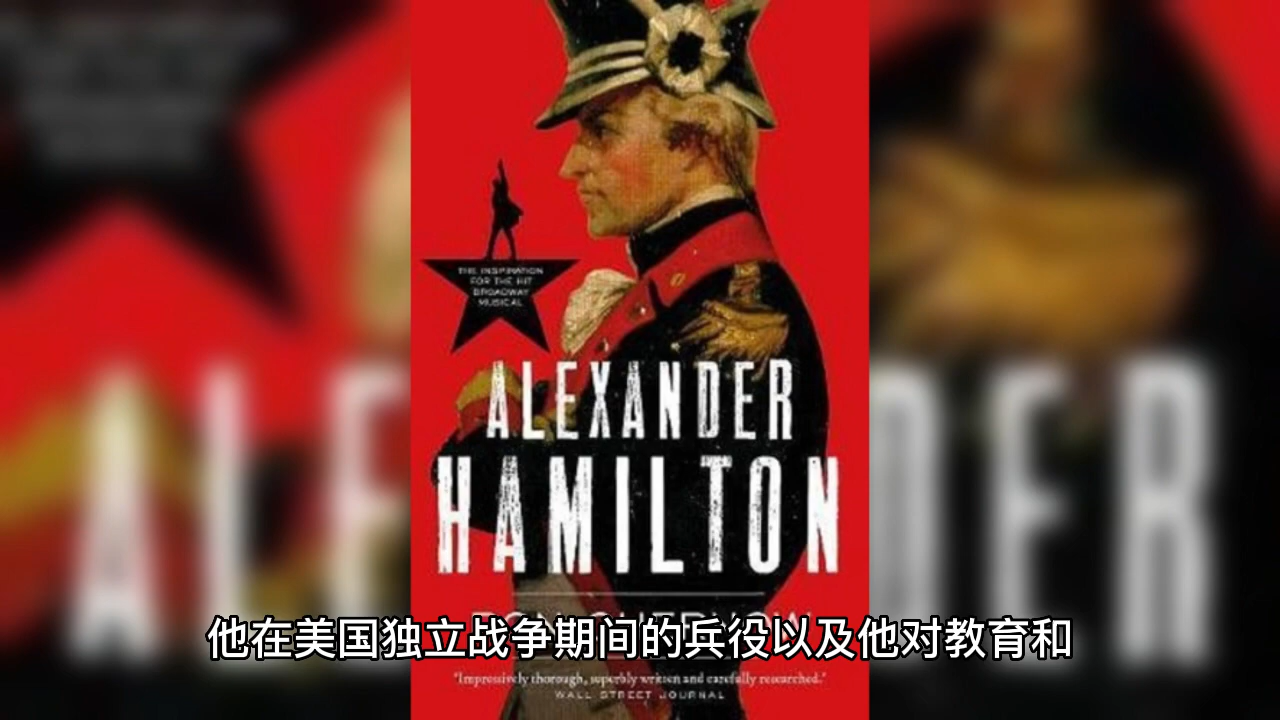 THE INSPIRATION
FOR THE HIT
BROADWAY
MUSICAL
ALEXANDER
HAMILTON
RON CHERNOW
他在美国独立战争期间的兵役以及他对教育和
"Impressively thorough, superbly written and carefully researched."
WALL STREET JOURNAL